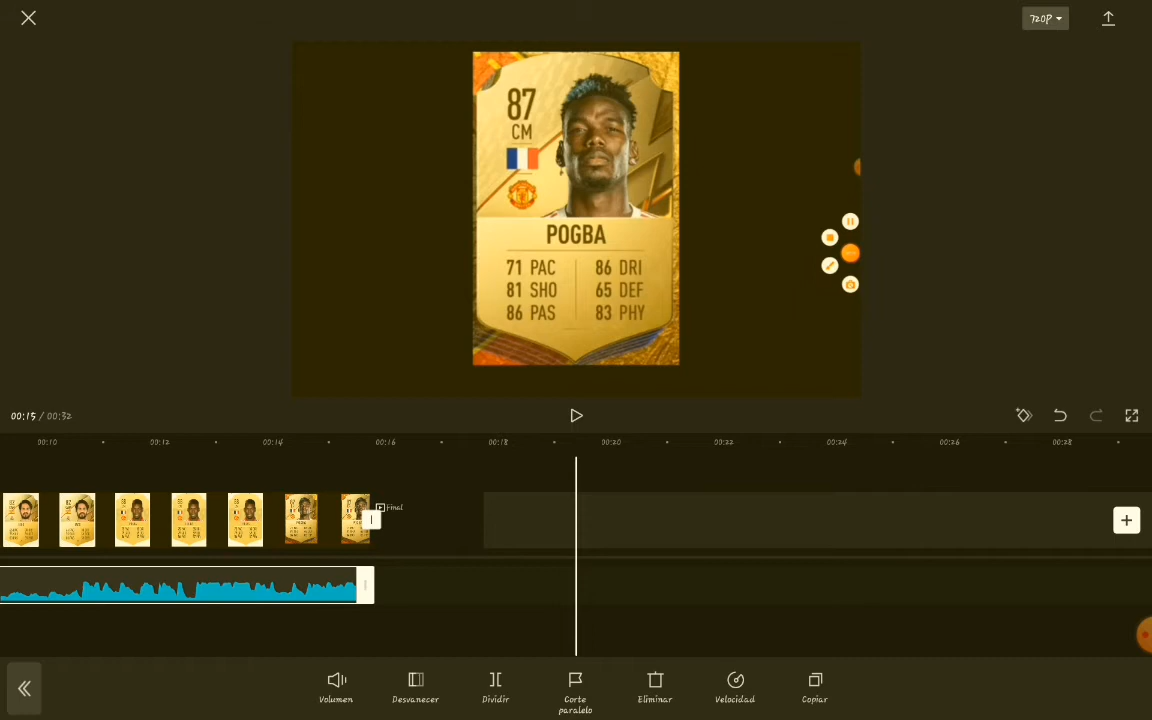 720P
87
CM
POGBA
71 PAC 86 DRI
81 SHO 65 DEF
86 PAS 83 PHY
00:15 / 00:32
00:10 00:12 00:14 00:16 00:18 00:20 00:22 00:24 00:26 00:28
Final
Volumen Desvanecer Dividir Corte paralelo Eliminar Velocidad Copiar